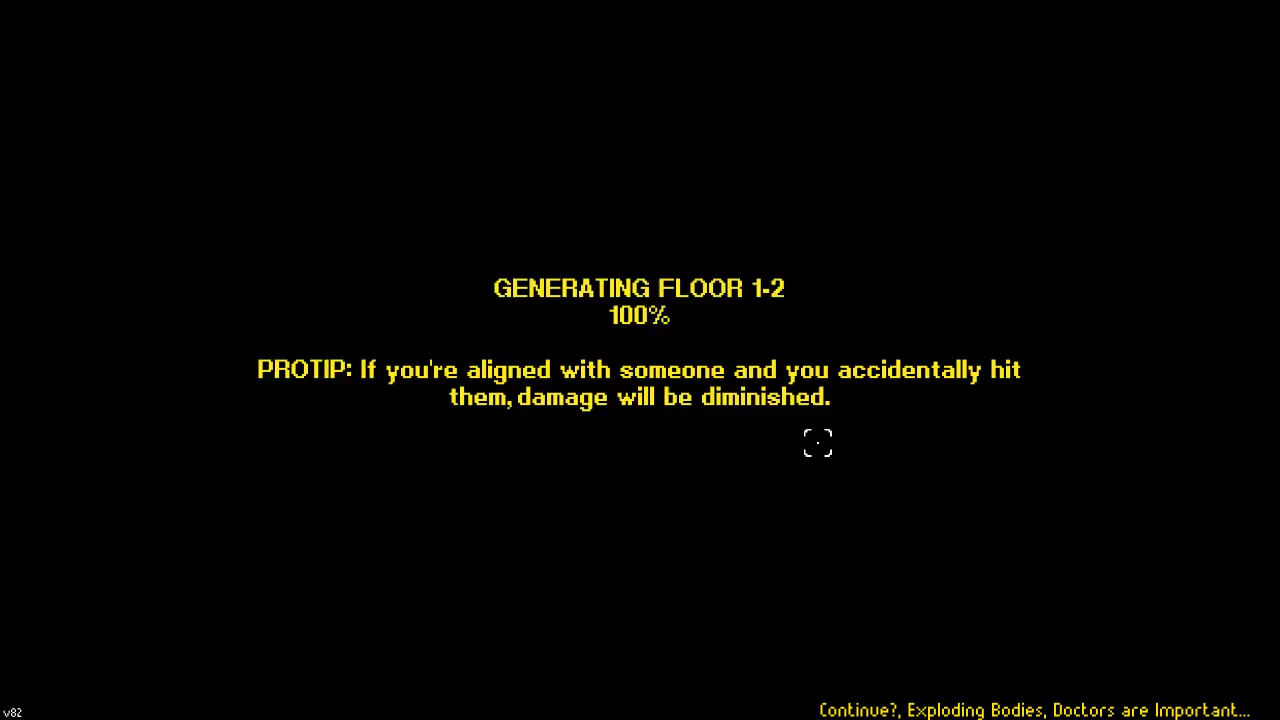 GENERATING FLOOR 1-2
100%
PROTIP: If you're aligned with someone and you accidentally hit
them, damage will be diminished.
v82
Continue?, Exploding Bodies, Doctors are Important...